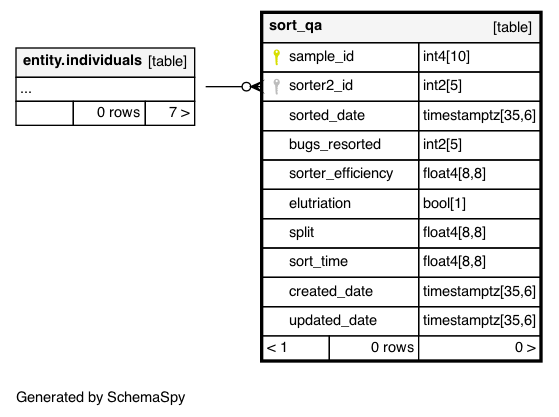 entity.individuals [table]
...
0 rows 7 >
sort_qa [table]
sample_id int4[10]
sorter2_id int2[5]
sorted_date timestamptz[35,6]
bugs_resorted int2[5]
sorter_efficiency float4[8,8]
elutriation bool[1]
split float4[8,8]
sort_time float4[8,8]
created_date timestamptz[35,6]
updated_date timestamptz[35,6]
< 1 0 rows 0 >
Generated by SchemaSpy